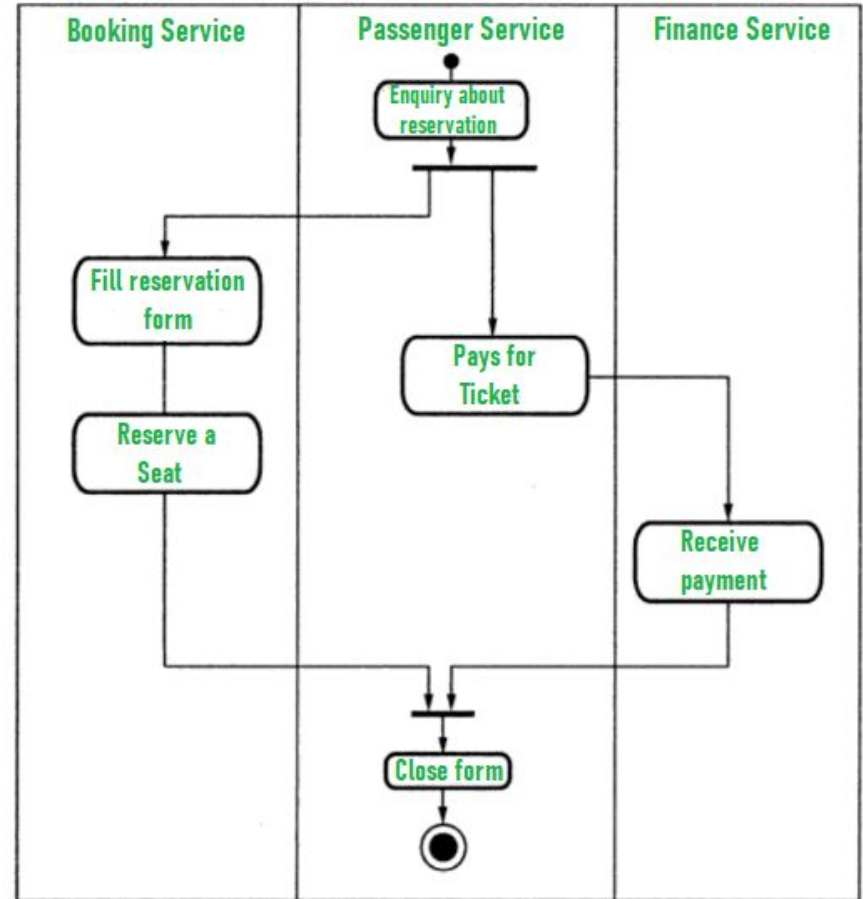 Booking Service
Passenger Service
Finance Service
Enquiry about
reservation
Fill reservation
form
Pays for
Ticket
Reserve a
Seat
Receive
payment
Close form